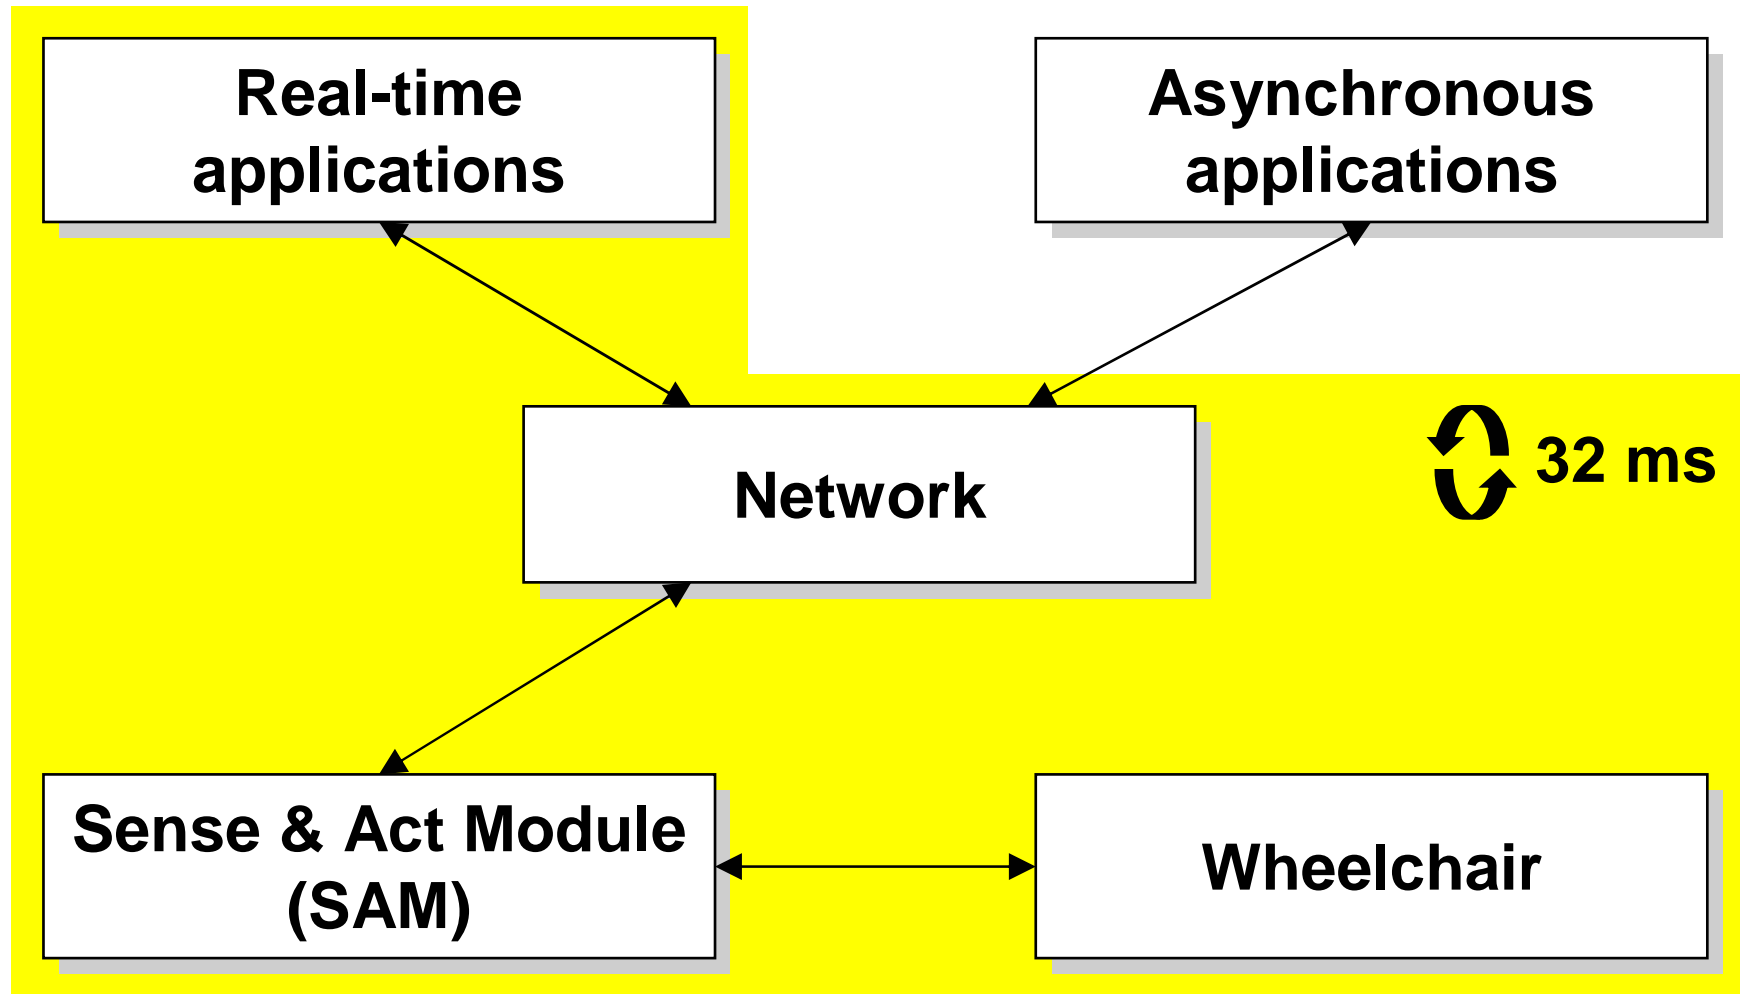 Real-time
applications
Asynchronous
applications
Network
32 ms
Sense & Act Module
(SAM)
Wheelchair